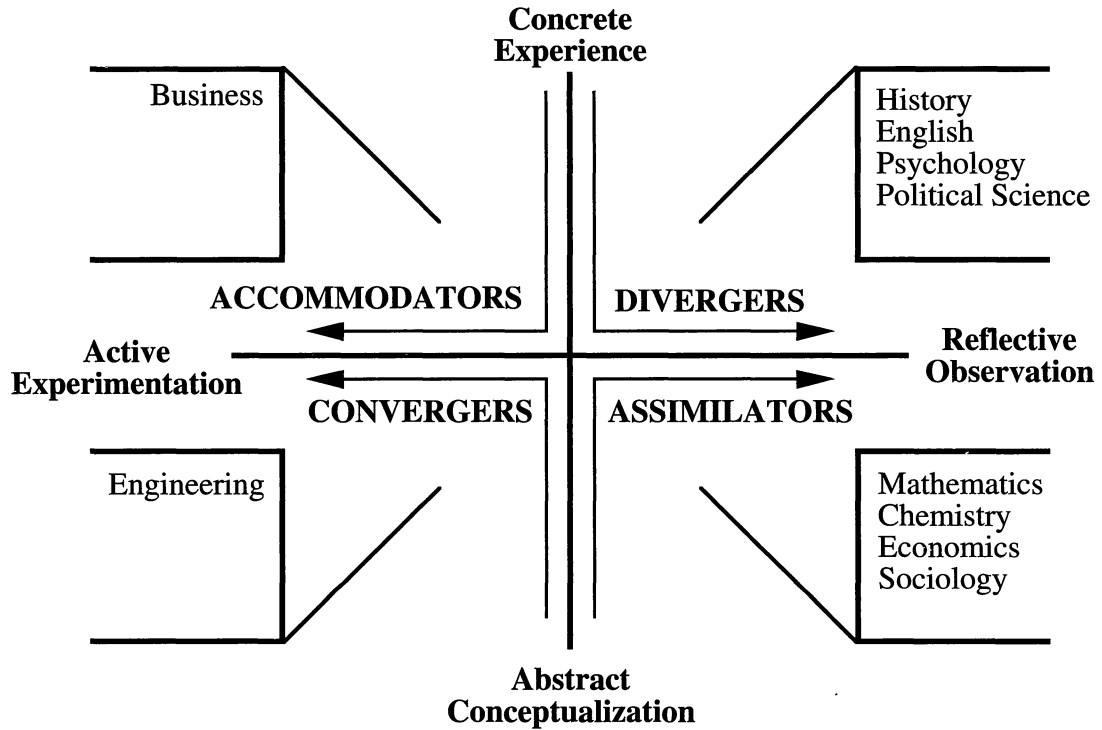 Concrete
Experience
Business
History
English
Psychology
Political Science
ACCOMMODATORS
DIVERGERS
Active
Experimentation
Reflective
Observation
CONVERGERS
ASSIMILATORS
Engineering
Mathematics
Chemistry
Economics
Sociology
Abstract
Conceptualization